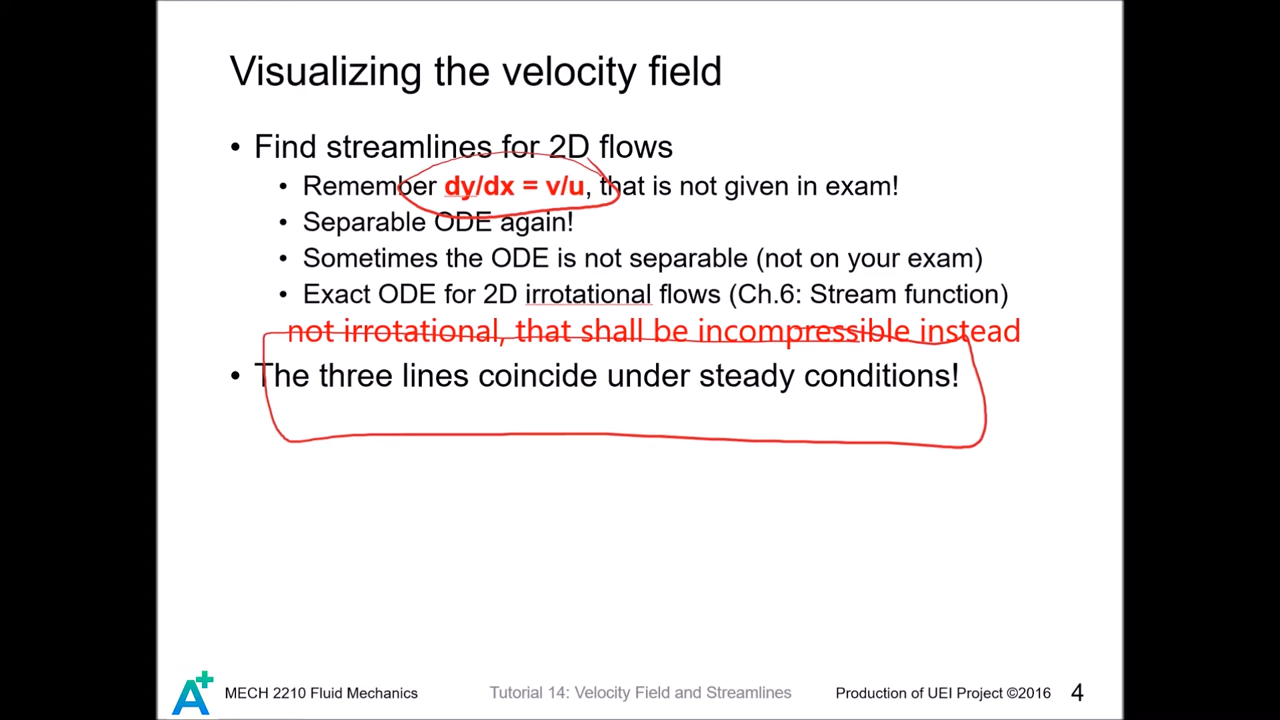 Visualizing the velocity field
• Find streamlines for 2D flows
• Remember dy/dx = v/u, that is not given in exam!
• Separable ODE again!
• Sometimes the ODE is not separable (not on your exam)
• Exact ODE for 2D irrotational flows (Ch.6: Stream function)
not irrotational, that shall be incompressible instead
• The three lines coincide under steady conditions!
A+ MECH 2210 Fluid Mechanics Tutorial 14: Velocity Field and Streamlines Production of UEI Project ©2016 4